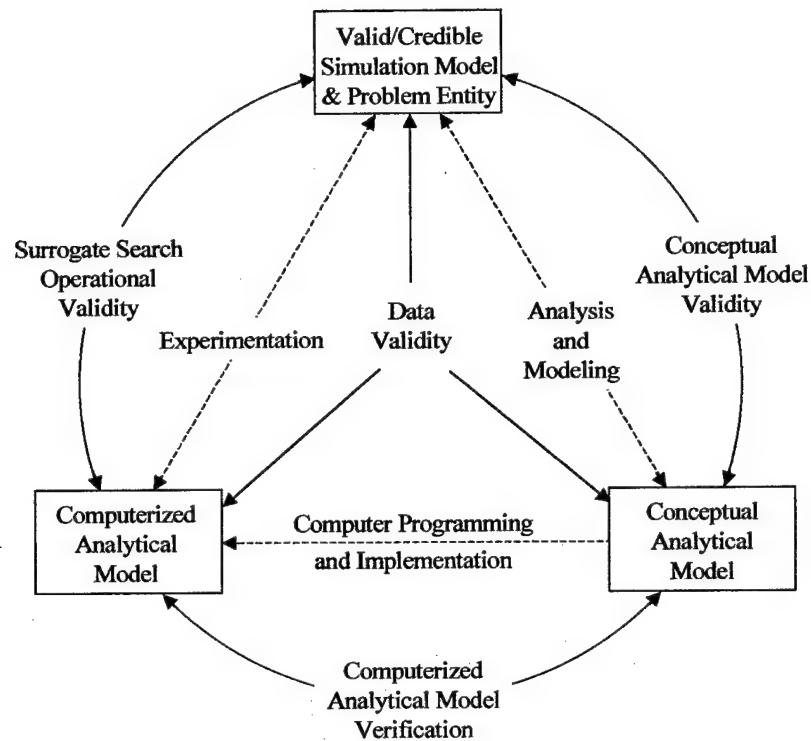 Valid/Credible
Simulation Model
& Problem Entity
Surrogate Search
Operational
Validity
Conceptual
Analytical Model
Validity
Experimentation
Data
Validity
Analysis
and
Modeling
Computerized
Analytical
Model
Computer Programming
and Implementation
Conceptual
Analytical
Model
Computerized
Analytical Model
Verification